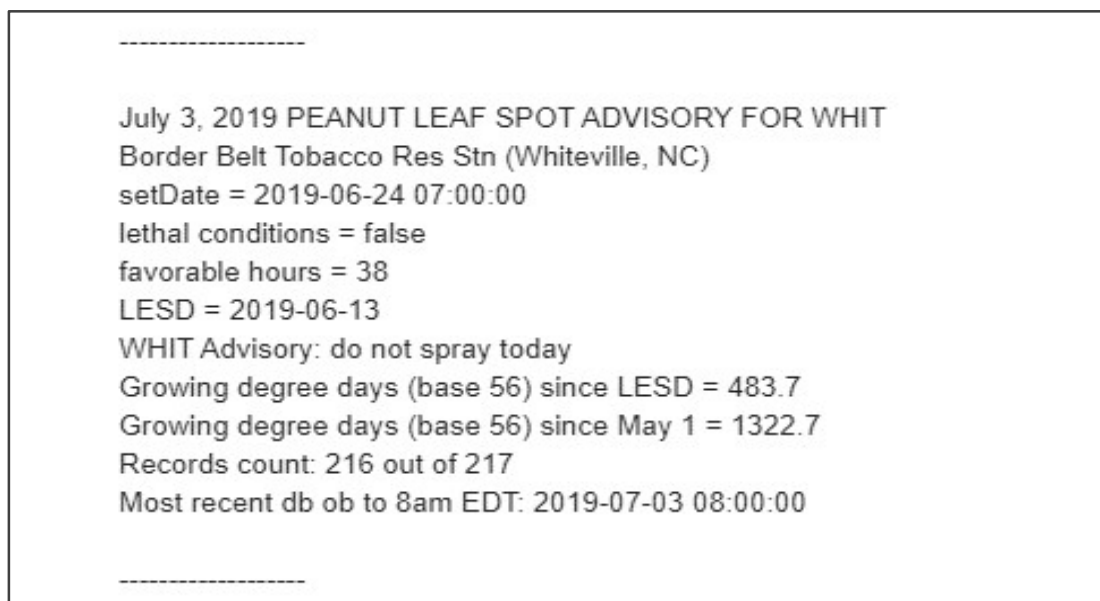 -------------------
July 3, 2019 PEANUT LEAF SPOT ADVISORY FOR WHIT
Border Belt Tobacco Res Stn (Whiteville, NC)
setDate = 2019-06-24 07:00:00
lethal conditions = false
favorable hours = 38
LESD = 2019-06-13
WHIT Advisory: do not spray today
Growing degree days (base 56) since LESD = 483.7
Growing degree days (base 56) since May 1 = 1322.7
Records count: 216 out of 217
Most recent db ob to 8am EDT: 2019-07-03 08:00:00
-------------------